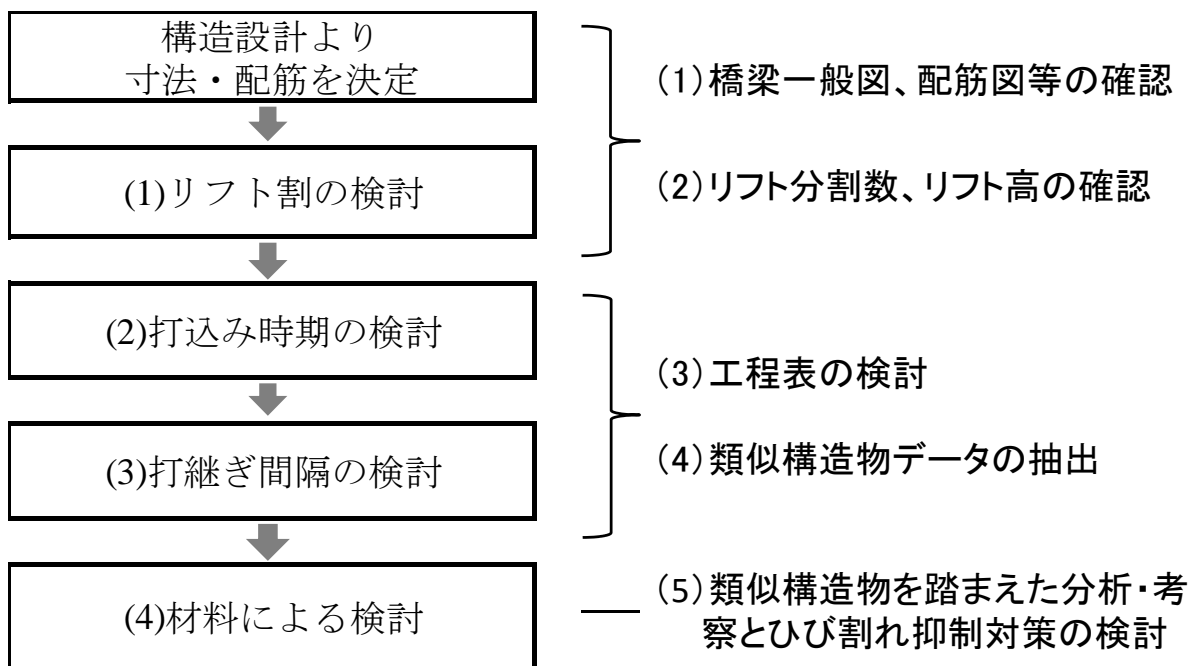 構造設計より
寸法・配筋を決定
(1)リフト割の検討
(2)打込み時期の検討
(3)打継ぎ間隔の検討
(4)材料による検討
(1)橋梁一般図、配筋図等の確認
(2)リフト分割数、リフト高の確認
(3)工程表の検討
(4)類似構造物データの抽出
(5)類似構造物を踏まえた分析・考
察とひび割れ抑制対策の検討